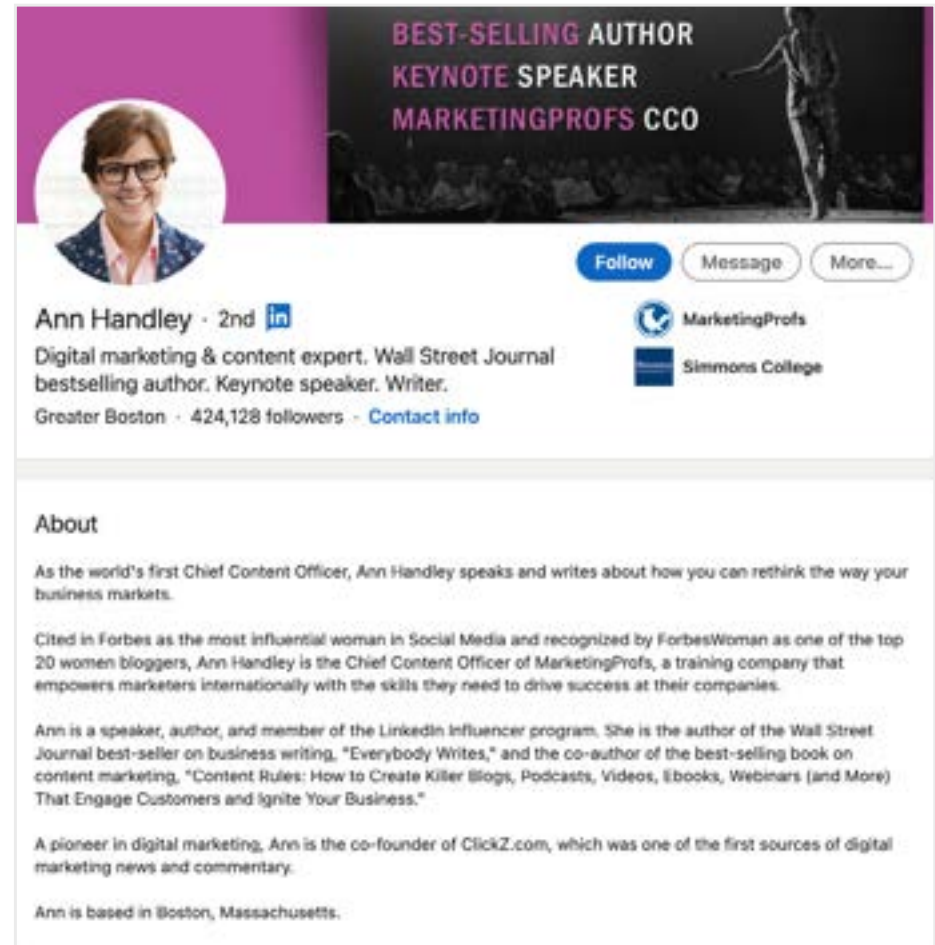 BEST-SELLING AUTHOR
KEYNOTE SPEAKER
MARKETINGPROFS CCO
Follow
Message
More...
Ann Handley · 2nd in
MarketingProfs
Digital marketing & content expert. Wall Street Journal
bestselling author. Keynote speaker. Writer.
Simmons College
Greater Boston · 424,128 followers · Contact info
About
As the world's first Chief Content Officer, Ann Handley speaks and writes about how you can rethink the way your
business markets.
Cited in Forbes as the most influential woman in Social Media and recognized by ForbesWoman as one of the top
20 women bloggers, Ann Handley is the Chief Content Officer of MarketingProfs, a training company that
empowers marketers internationally with the skills they need to drive success at their companies.
Ann is a speaker, author, and member of the LinkedIn Influencer program. She is the author of the Wall Street
Journal best-seller on business writing, "Everybody Writes," and the co-author of the best-selling book on
content marketing, "Content Rules: How to Create Killer Blogs, Podcasts, Videos, Ebooks, Webinars (and More)
That Engage Customers and Ignite Your Business."
A pioneer in digital marketing, Ann is the co-founder of ClickZ.com, which was one of the first sources of digital
marketing news and commentary.
Ann is based in Boston, Massachusetts.